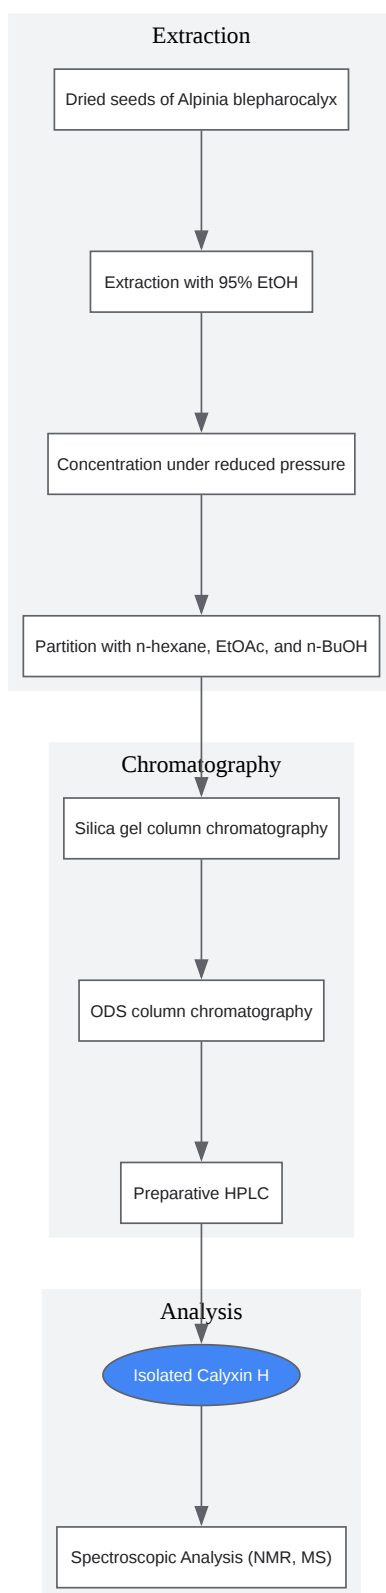 Extraction
Dried seeds of Alpinia blepharocalyx
Extraction with 95% EtOH
Concentration under reduced pressure
Partition with n-hexane, EtOAc, and n-BuOH
Chromatography
Silica gel column chromatography
ODS column chromatography
Preparative HPLC
Analysis
Isolated Calyxin H
Spectroscopic Analysis (NMR, MS)